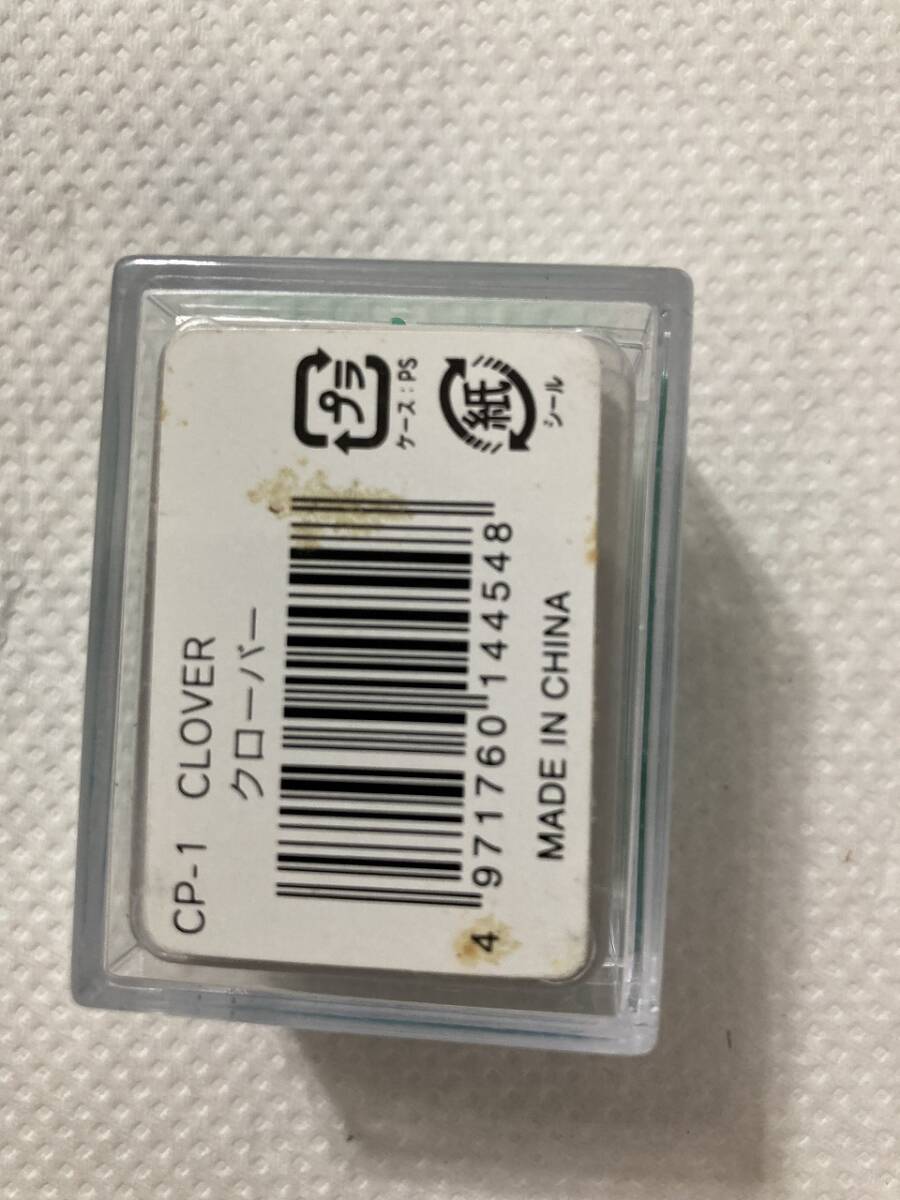 CP-1 CLOVER
クローバー
プラ
ケース：PS
紙
シール
4 971760 144548
MADE IN CHINA